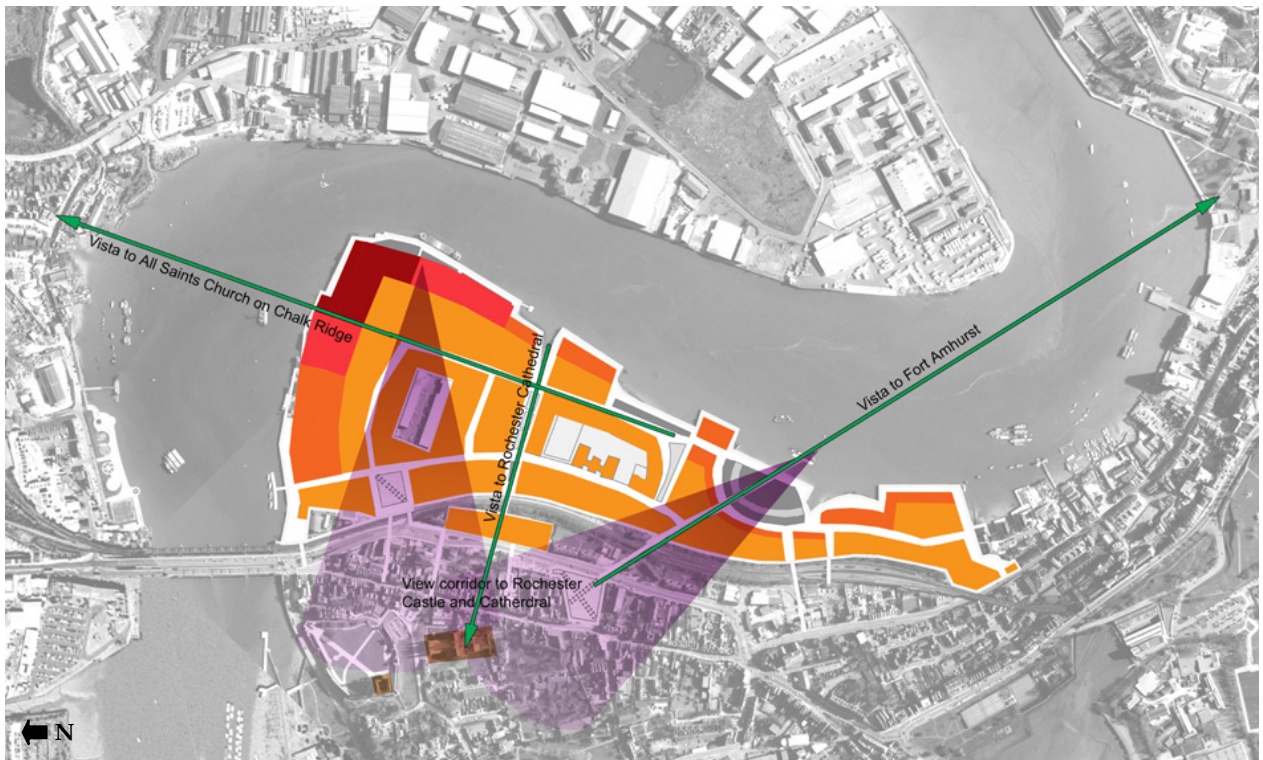 Vista to All Saints Church on Chalk Ridge
Vista to Rochester Cathedral
Vista to Fort Amhurst
View corridor to Rochester
Castle and Catherdral
N